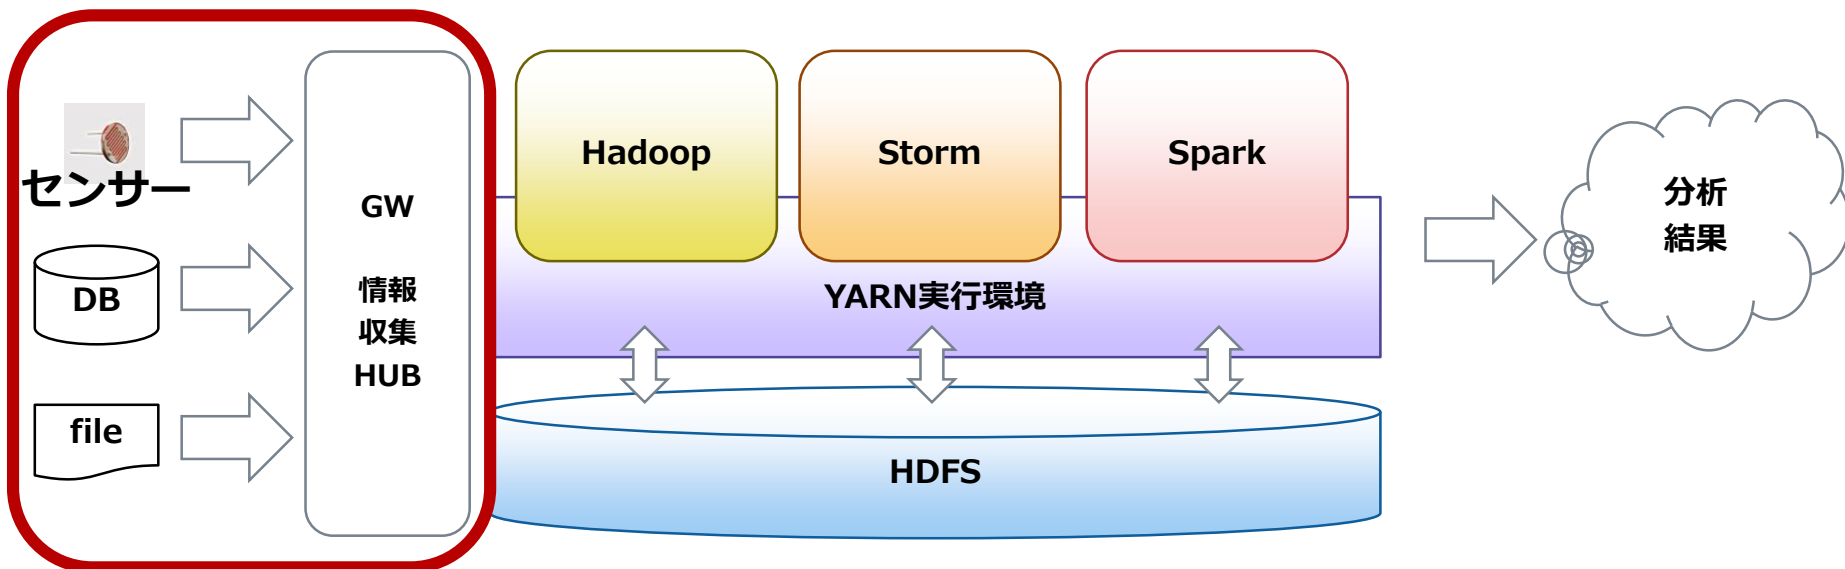 センサー
DB
file
GW
情報
収集
HUB
Hadoop
Storm
Spark
YARN実行環境
HDFS
分析
結果